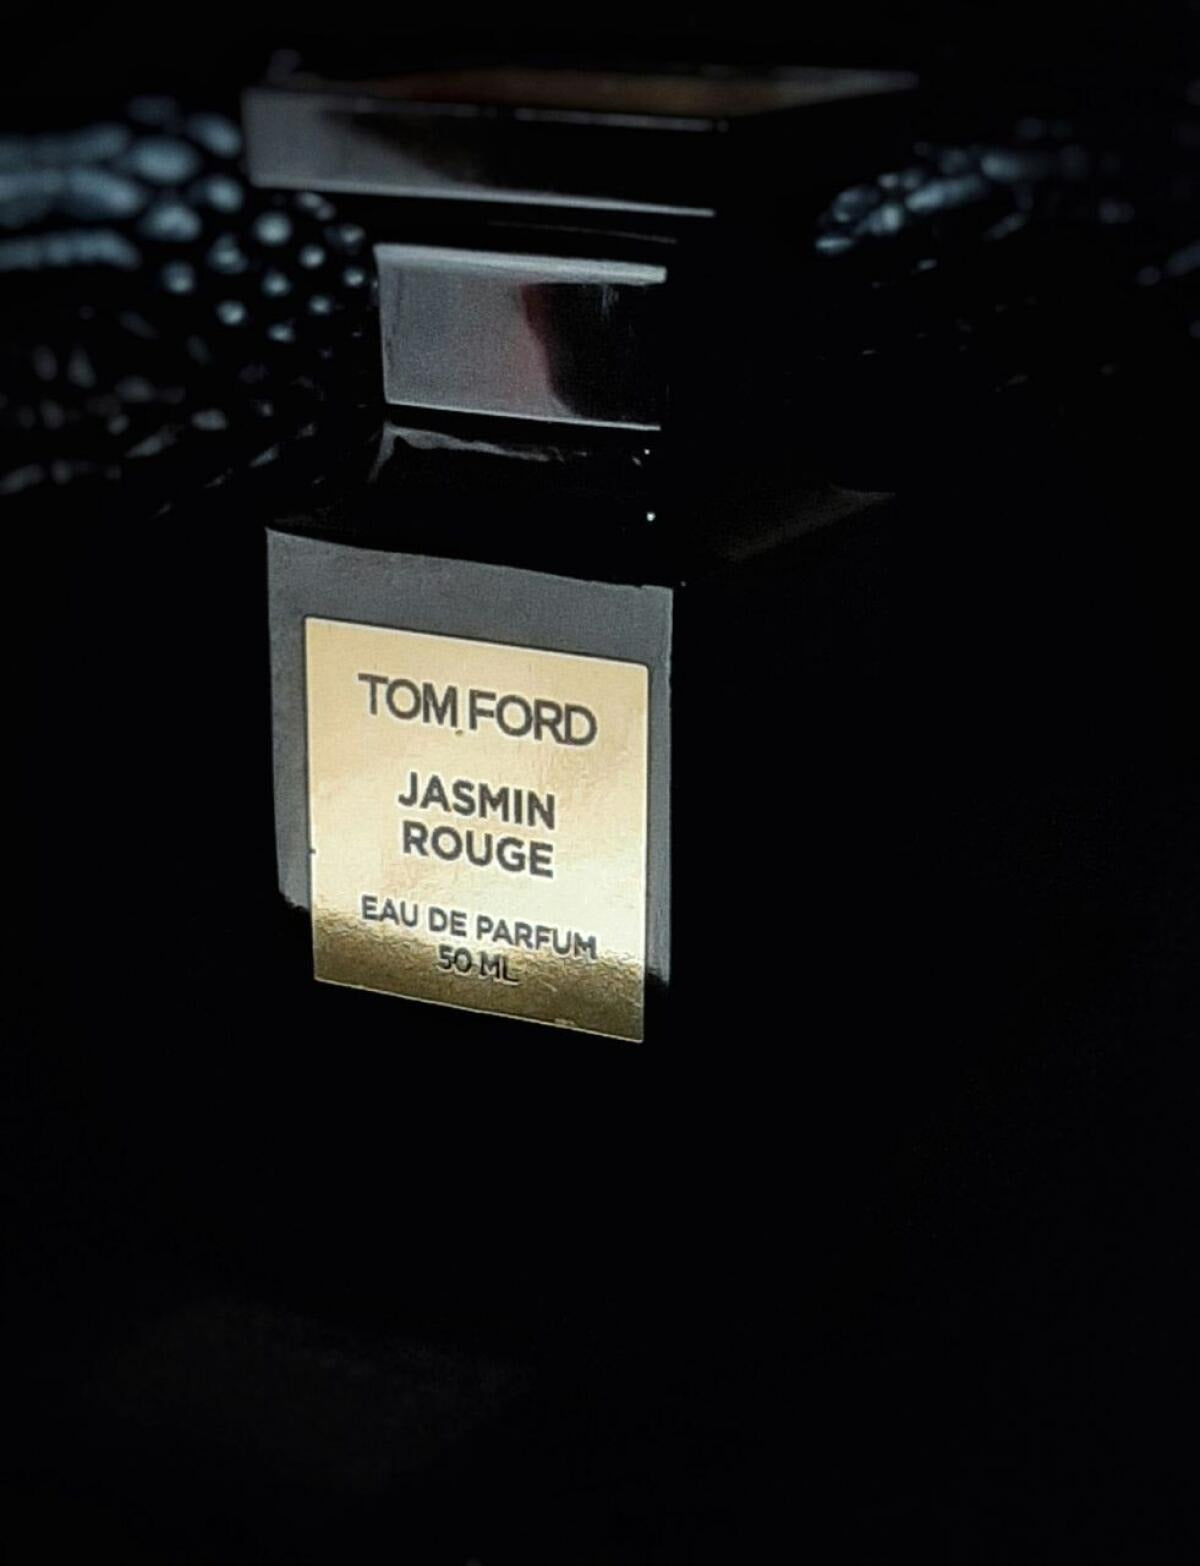 TOM FORD
JASMIN
ROUGE
EAU DE PARFUM
50 ML